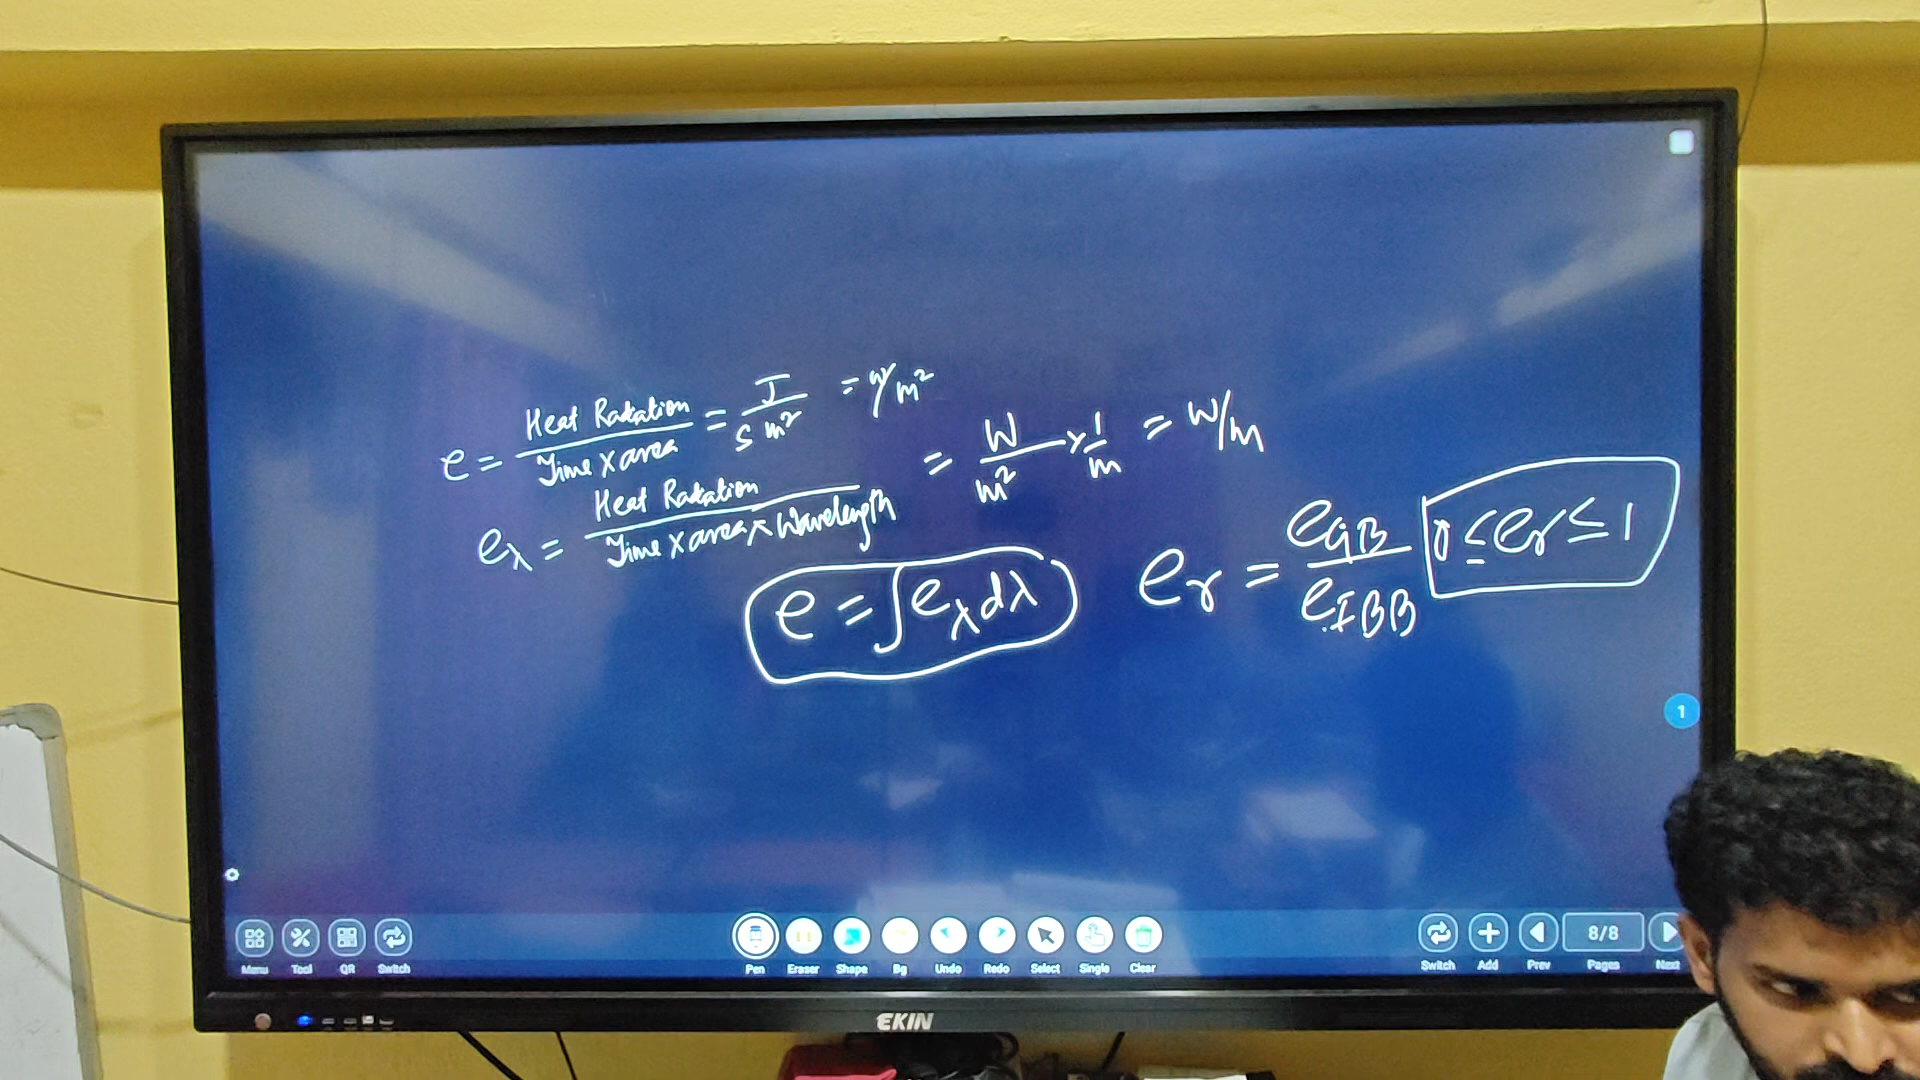 e = Heat Radiation / Time × area = J / s m² = W/m²
eλ = Heat Radiation / Time × area × Wavelength = W / m² × 1 / m = W/m
e = ∫ eλ dλ
er = eGB / eIBB
0 ≤ er ≤ 1
1
Menu Tool QR Switch Pen Eraser Shape Bg Undo Redo Select Single Clear Switch Add Prev 8/8 Pages Next
EKIN